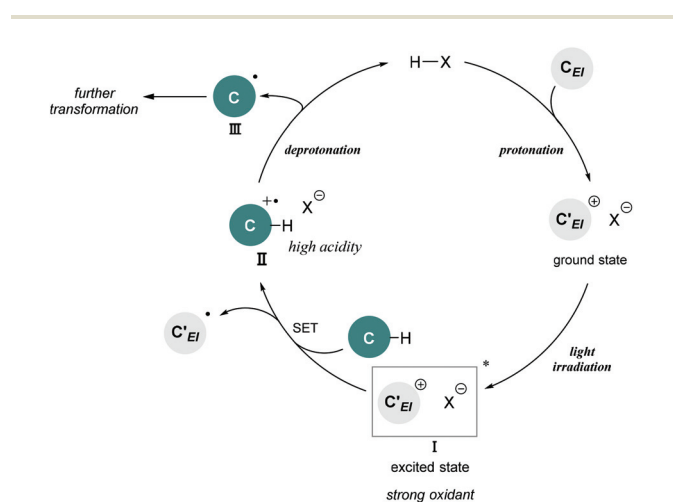 H–X
C_EI
•
C
III
further
transformation
deprotonation
protonation
+•
C–H X⊖
high acidity
II
C'_EI ⊕ X⊖
ground state
C'_EI •
SET
C–H
light
irradiation
*
C'_EI ⊕ X⊖
I
excited state
strong oxidant